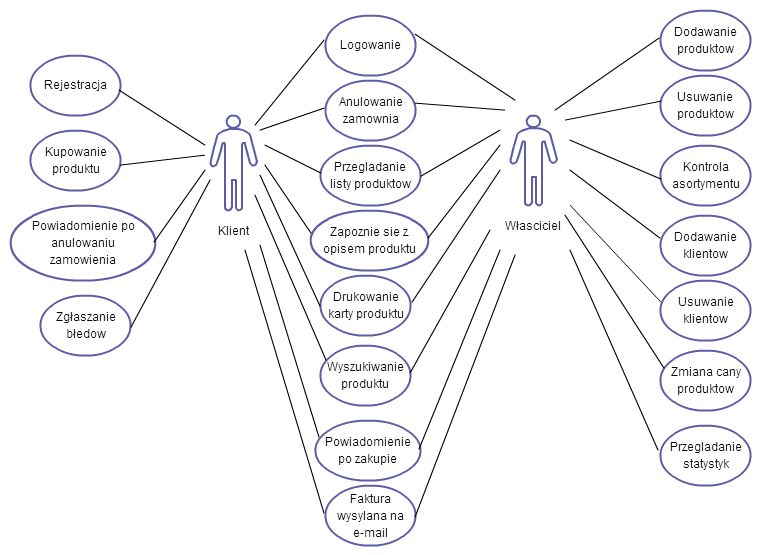 Rejestracja
Kupowanie
produktu
Powiadomienie po
anulowaniu
zamowienia
Zgłaszanie
błedow
Klient
Logowanie
Anulowanie
zamownia
Przegladanie
listy produktow
Zapoznie sie z
opisem produktu
Drukowanie
karty produktu
Wyszukiwanie
produktu
Powiadomienie
po zakupie
Faktura
wysylana na
e-mail
Własciciel
Dodawanie
produktow
Usuwanie
produktow
Kontrola
asortymentu
Dodawanie
klientow
Usuwanie
klientow
Zmiana cany
produktow
Przegladanie
statystyk